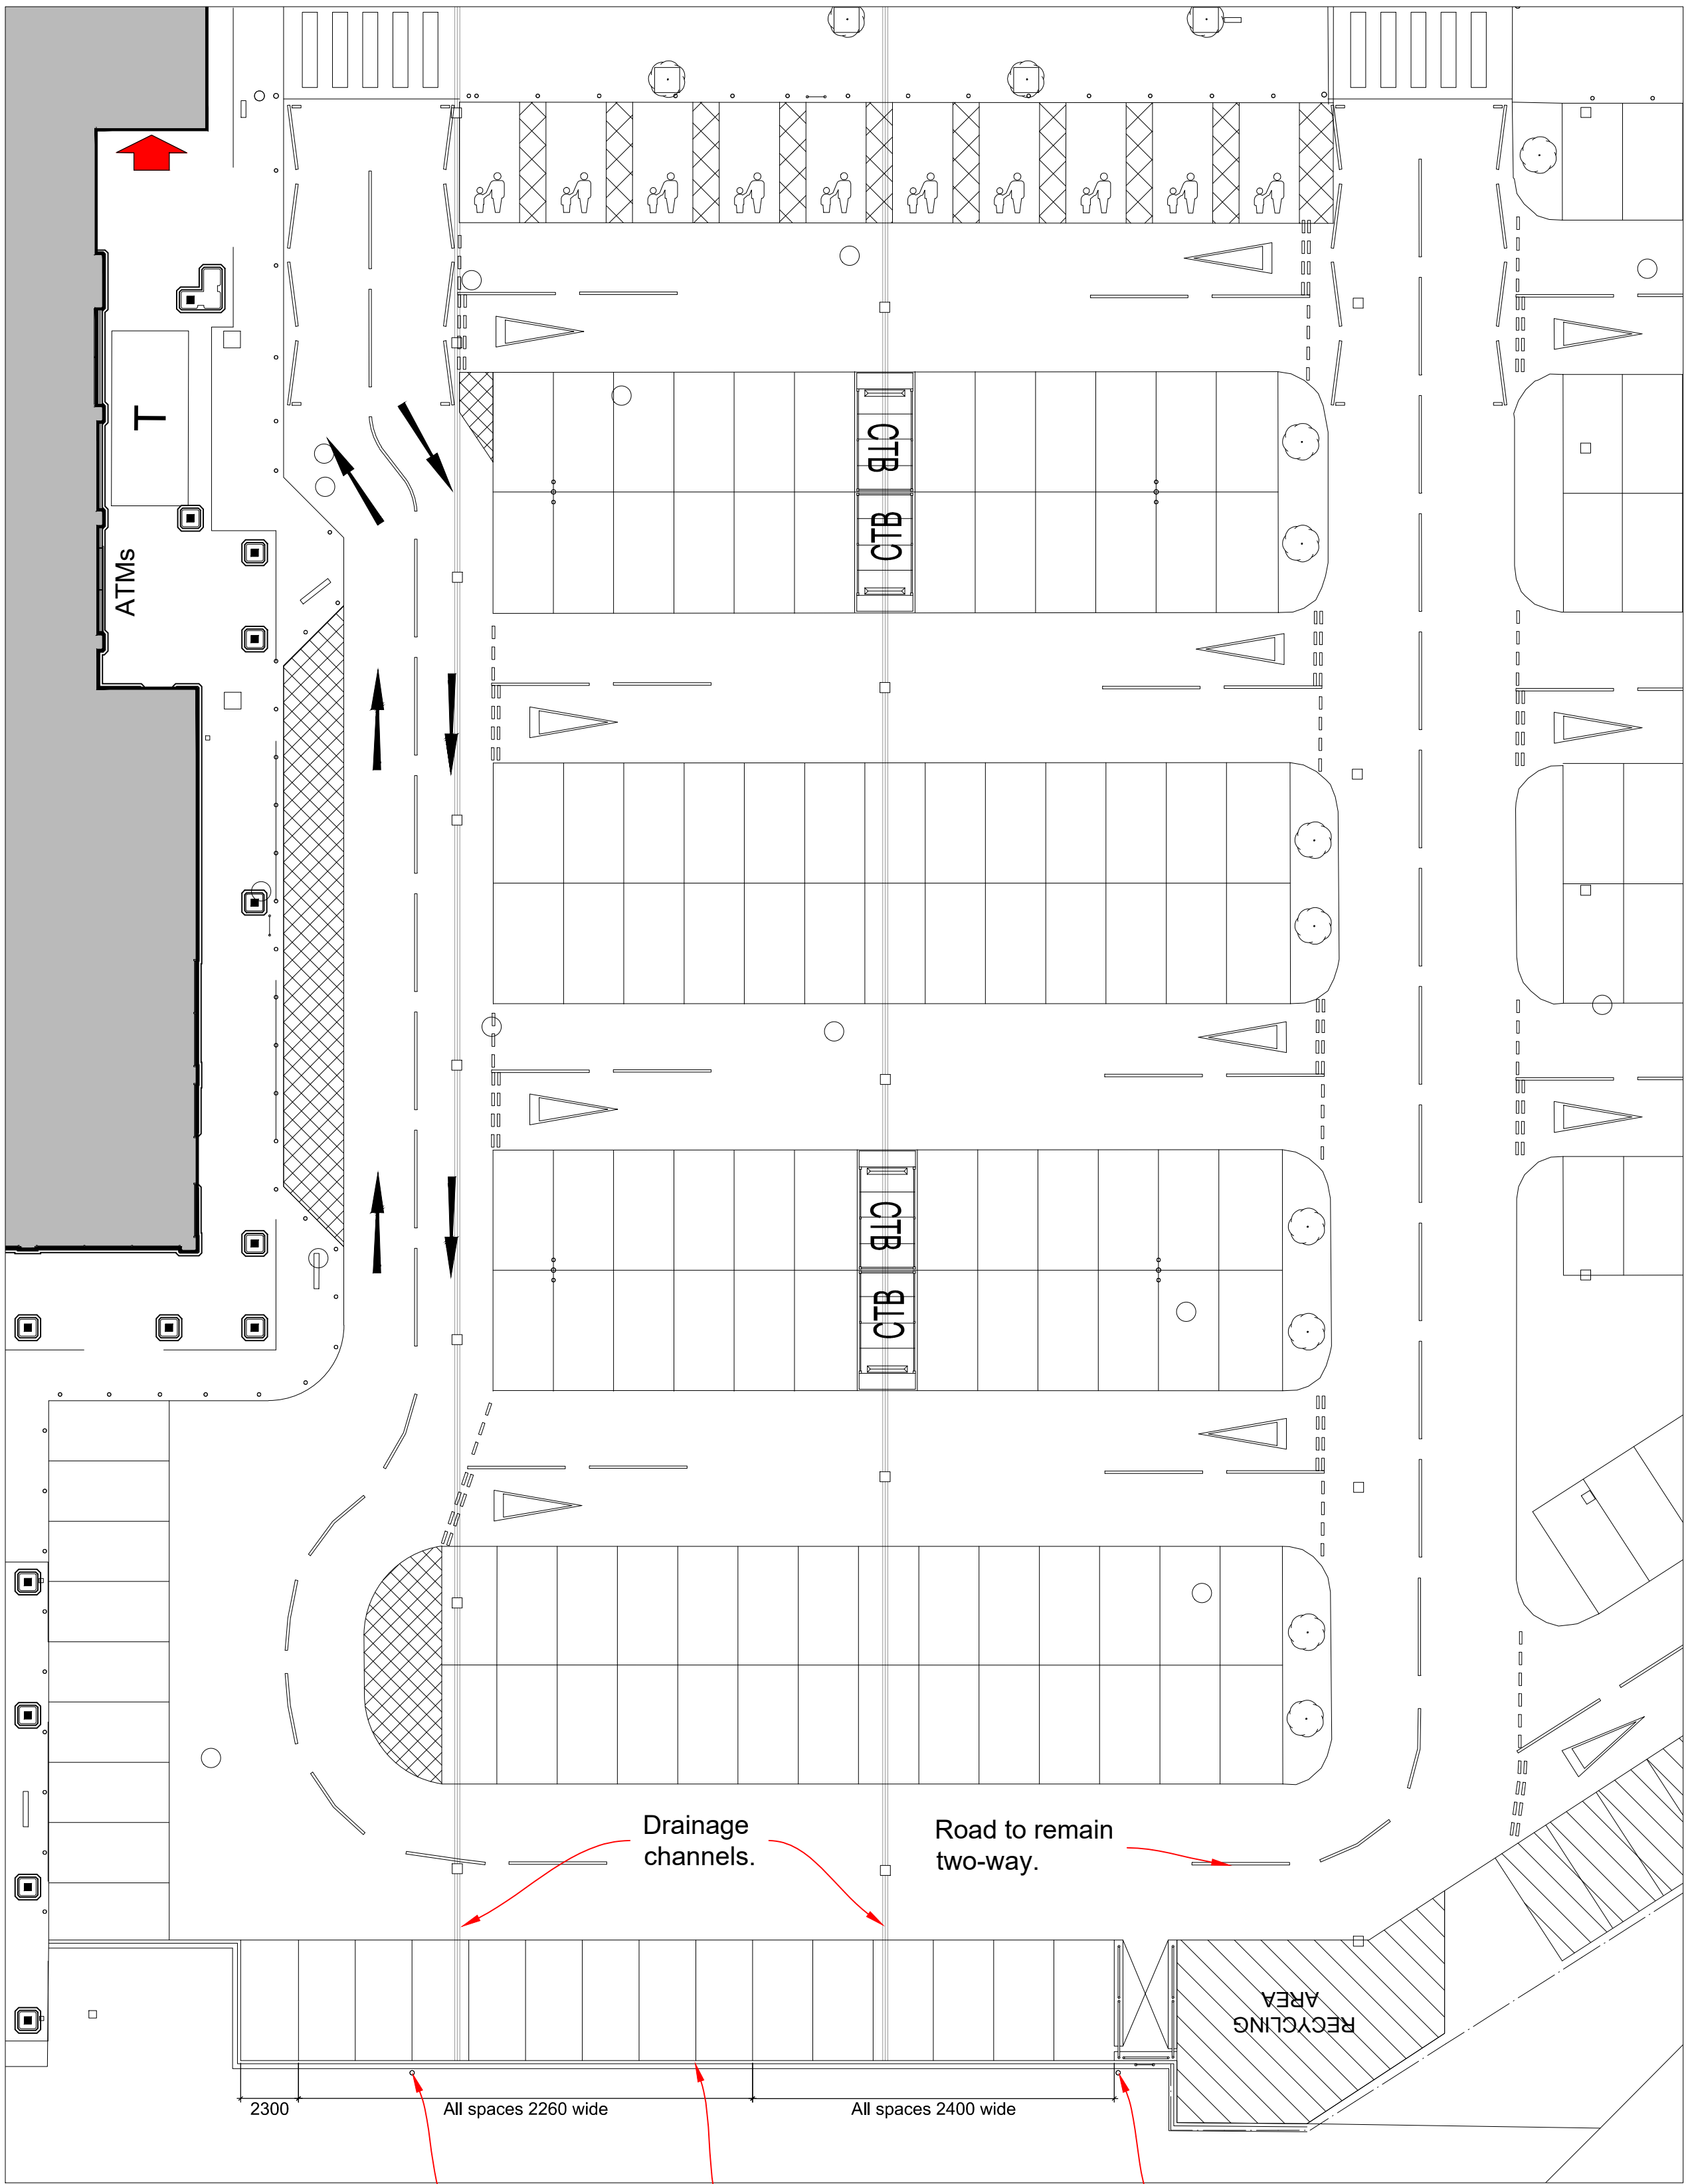 T
ATMs
CTB
CTB
CTB
CTB
Drainage
channels.
Road to remain
two-way.
RECYCLING
AREA
2300
All spaces 2260 wide
All spaces 2400 wide